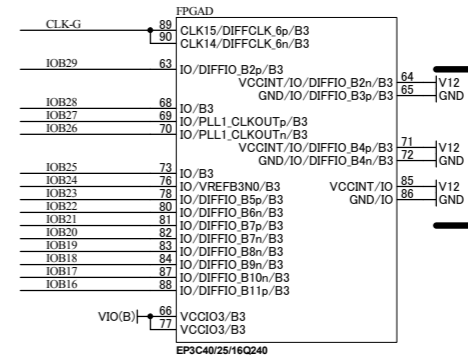 FPGAD
CLK-G 89 CLK15/DIFFCLK_6p/B3
90 CLK14/DIFFCLK_6n/B3
IOB29 63 IO/DIFFIO_B2p/B3
VCCINT/IO/DIFFIO_B2n/B3 64 V12
GND/IO/DIFFIO_B3p/B3 65 GND
IOB28 68 IO/B3
IOB27 69 IO/PLL1_CLKOUTp/B3
IOB26 70 IO/PLL1_CLKOUTn/B3
VCCINT/IO/DIFFIO_B4p/B3 71 V12
GND/IO/DIFFIO_B4n/B3 72 GND
IOB25 73 IO/B3
IOB24 76 IO/VREFB3N0/B3 VCCINT/IO 85 V12
IOB23 78 IO/DIFFIO_B5p/B3 GND/IO 86 GND
IOB22 80 IO/DIFFIO_B6n/B3
IOB21 81 IO/DIFFIO_B7p/B3
IOB20 82 IO/DIFFIO_B7n/B3
IOB19 83 IO/DIFFIO_B8n/B3
IOB18 84 IO/DIFFIO_B9n/B3
IOB17 87 IO/DIFFIO_B10n/B3
IOB16 88 IO/DIFFIO_B11p/B3
VIO(B) 66 VCCIO3/B3
77 VCCIO3/B3
EP3C40/25/16Q240